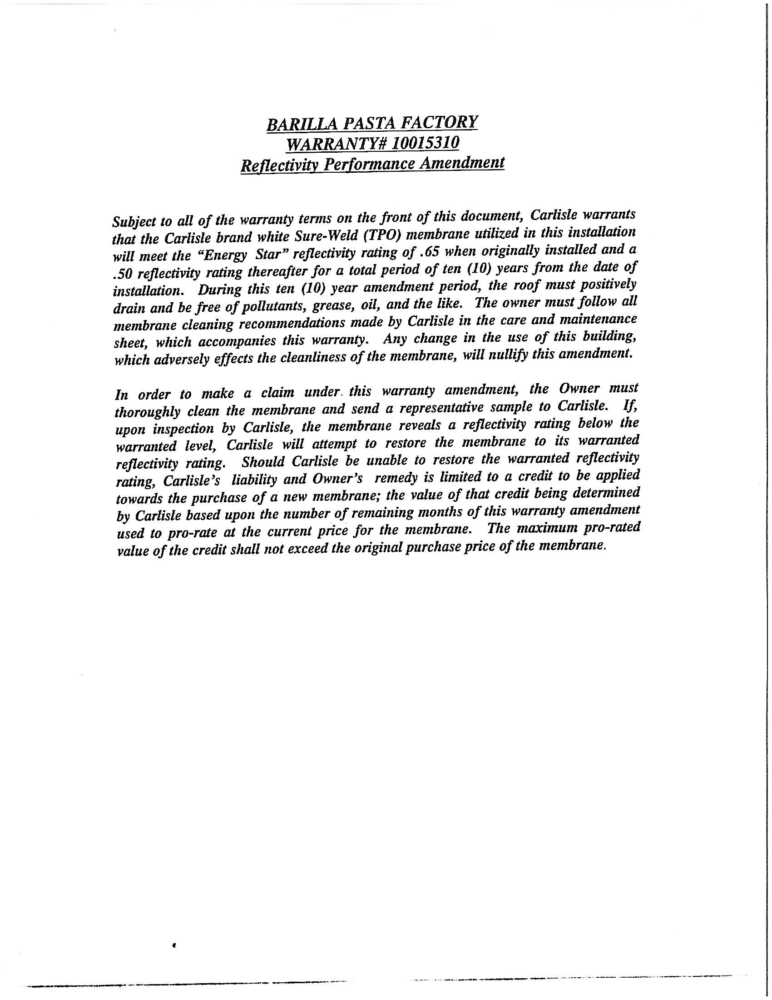 BARILLA PASTA FACTORY
WARRANTY# 10015310
Reflectivity Performance Amendment
Subject to all of the warranty terms on the front of this document, Carlisle warrants
that the Carlisle brand white Sure-Weld (TPO) membrane utilized in this installation
will meet the “Energy Star” reflectivity rating of .65 when originally installed and a
.50 reflectivity rating thereafter for a total period of ten (10) years from the date of
installation. During this ten (10) year amendment period, the roof must positively
drain and be free of pollutants, grease, oil, and the like. The owner must follow all
membrane cleaning recommendations made by Carlisle in the care and maintenance
sheet, which accompanies this warranty. Any change in the use of this building,
which adversely effects the cleanliness of the membrane, will nullify this amendment.
In order to make a claim under this warranty amendment, the Owner must
thoroughly clean the membrane and send a representative sample to Carlisle. If,
upon inspection by Carlisle, the membrane reveals a reflectivity rating below the
warranted level, Carlisle will attempt to restore the membrane to its warranted
reflectivity rating. Should Carlisle be unable to restore the warranted reflectivity
rating, Carlisle’s liability and Owner’s remedy is limited to a credit to be applied
towards the purchase of a new membrane; the value of that credit being determined
by Carlisle based upon the number of remaining months of this warranty amendment
used to pro-rate at the current price for the membrane. The maximum pro-rated
value of the credit shall not exceed the original purchase price of the membrane.